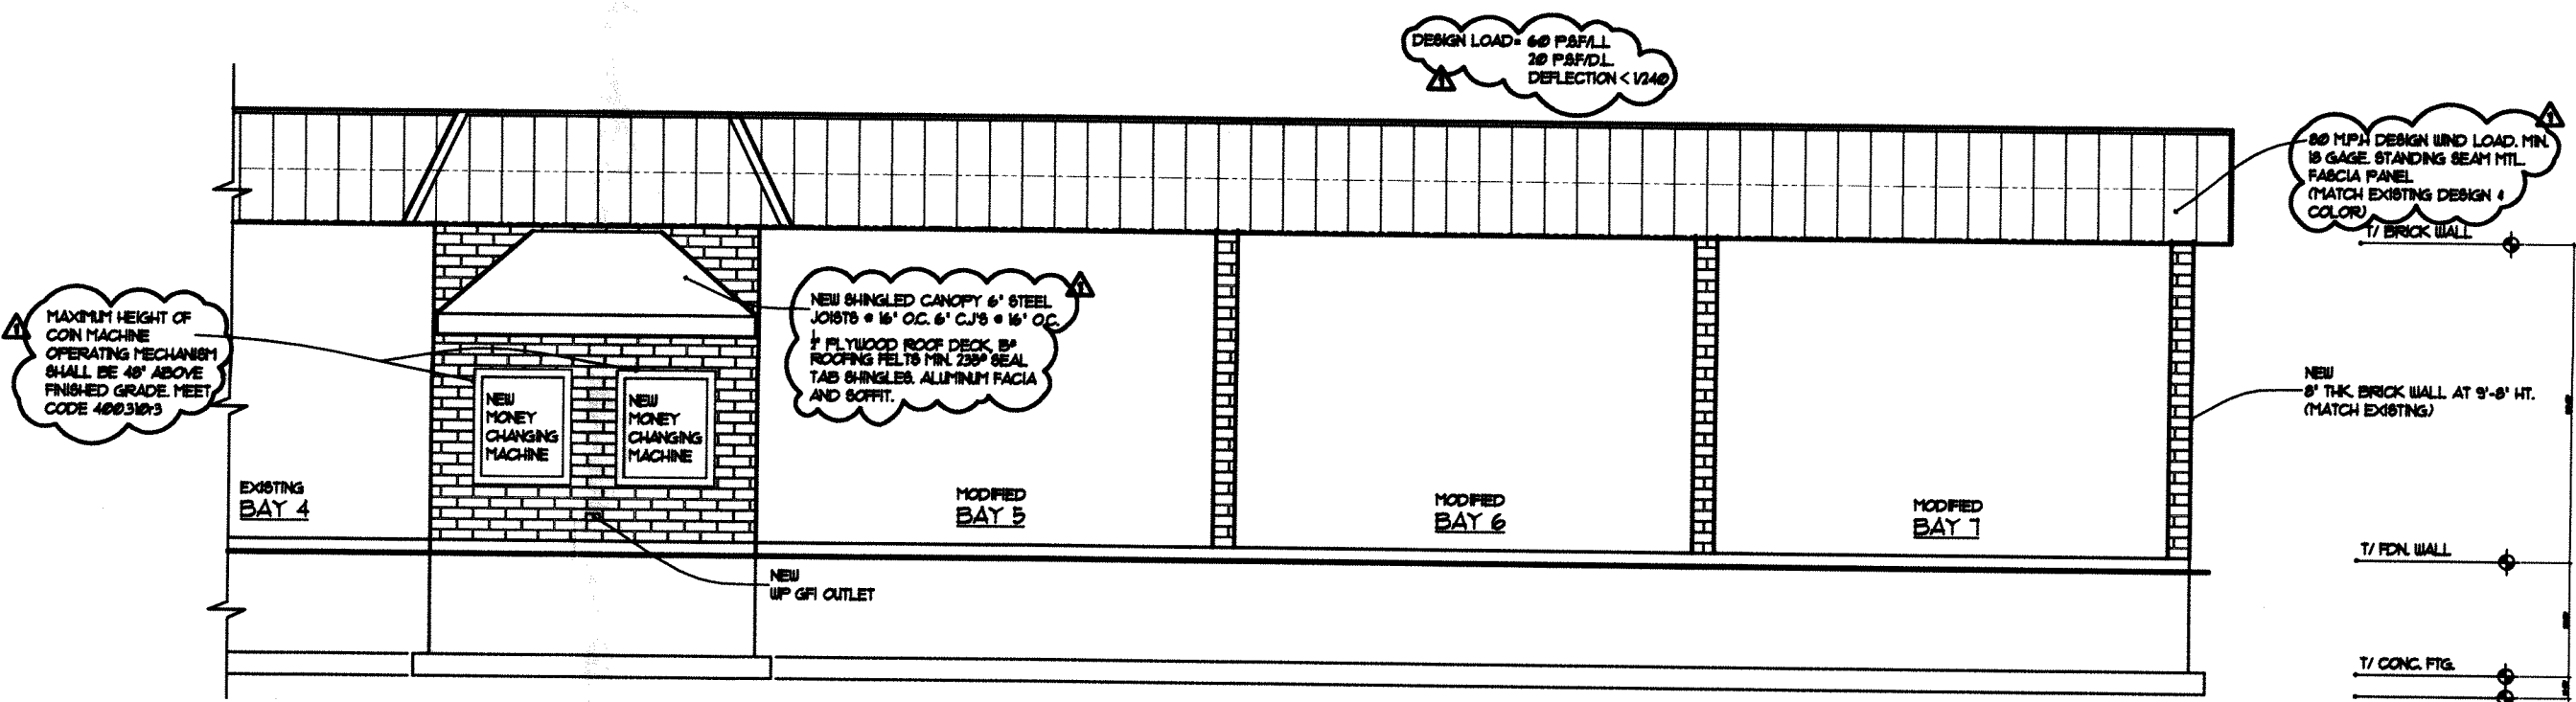 DESIGN LOAD= 60 P.S.F/L.L
20 P.S.F/D.L.
DEFLECTION < 1/240
1
80 M.P.H DESIGN WIND LOAD. MIN.
18 GAGE. STANDING SEAM MTL.
FASCIA PANEL
(MATCH EXISTING DESIGN &
COLOR)
1
T/ BRICK WALL
1
MAXIMUM HEIGHT OF
COIN MACHINE
OPERATING MECHANISM
SHALL BE 48" ABOVE
FINISHED GRADE. MEET
CODE 400.310.3
NEW SHINGLED CANOPY 6" STEEL
JOISTS @ 16" O.C. 6" C.J'S @ 16" O.C.
PLYWOOD ROOF DECK, 15#
ROOFING FELTS MIN. 235# SEAL
TAB SHINGLES. ALUMINUM FACIA
AND SOFFIT.
1
NEW
MONEY
CHANGING
MACHINE
NEW
MONEY
CHANGING
MACHINE
NEW
8" THK. BRICK WALL AT 9'-8" HT.
(MATCH EXISTING)
EXISTING
BAY 4
MODIFIED
BAY 5
MODIFIED
BAY 6
MODIFIED
BAY 7
NEW
WP GFI OUTLET
T/ FDN. WALL
T/ CONC. FTG.